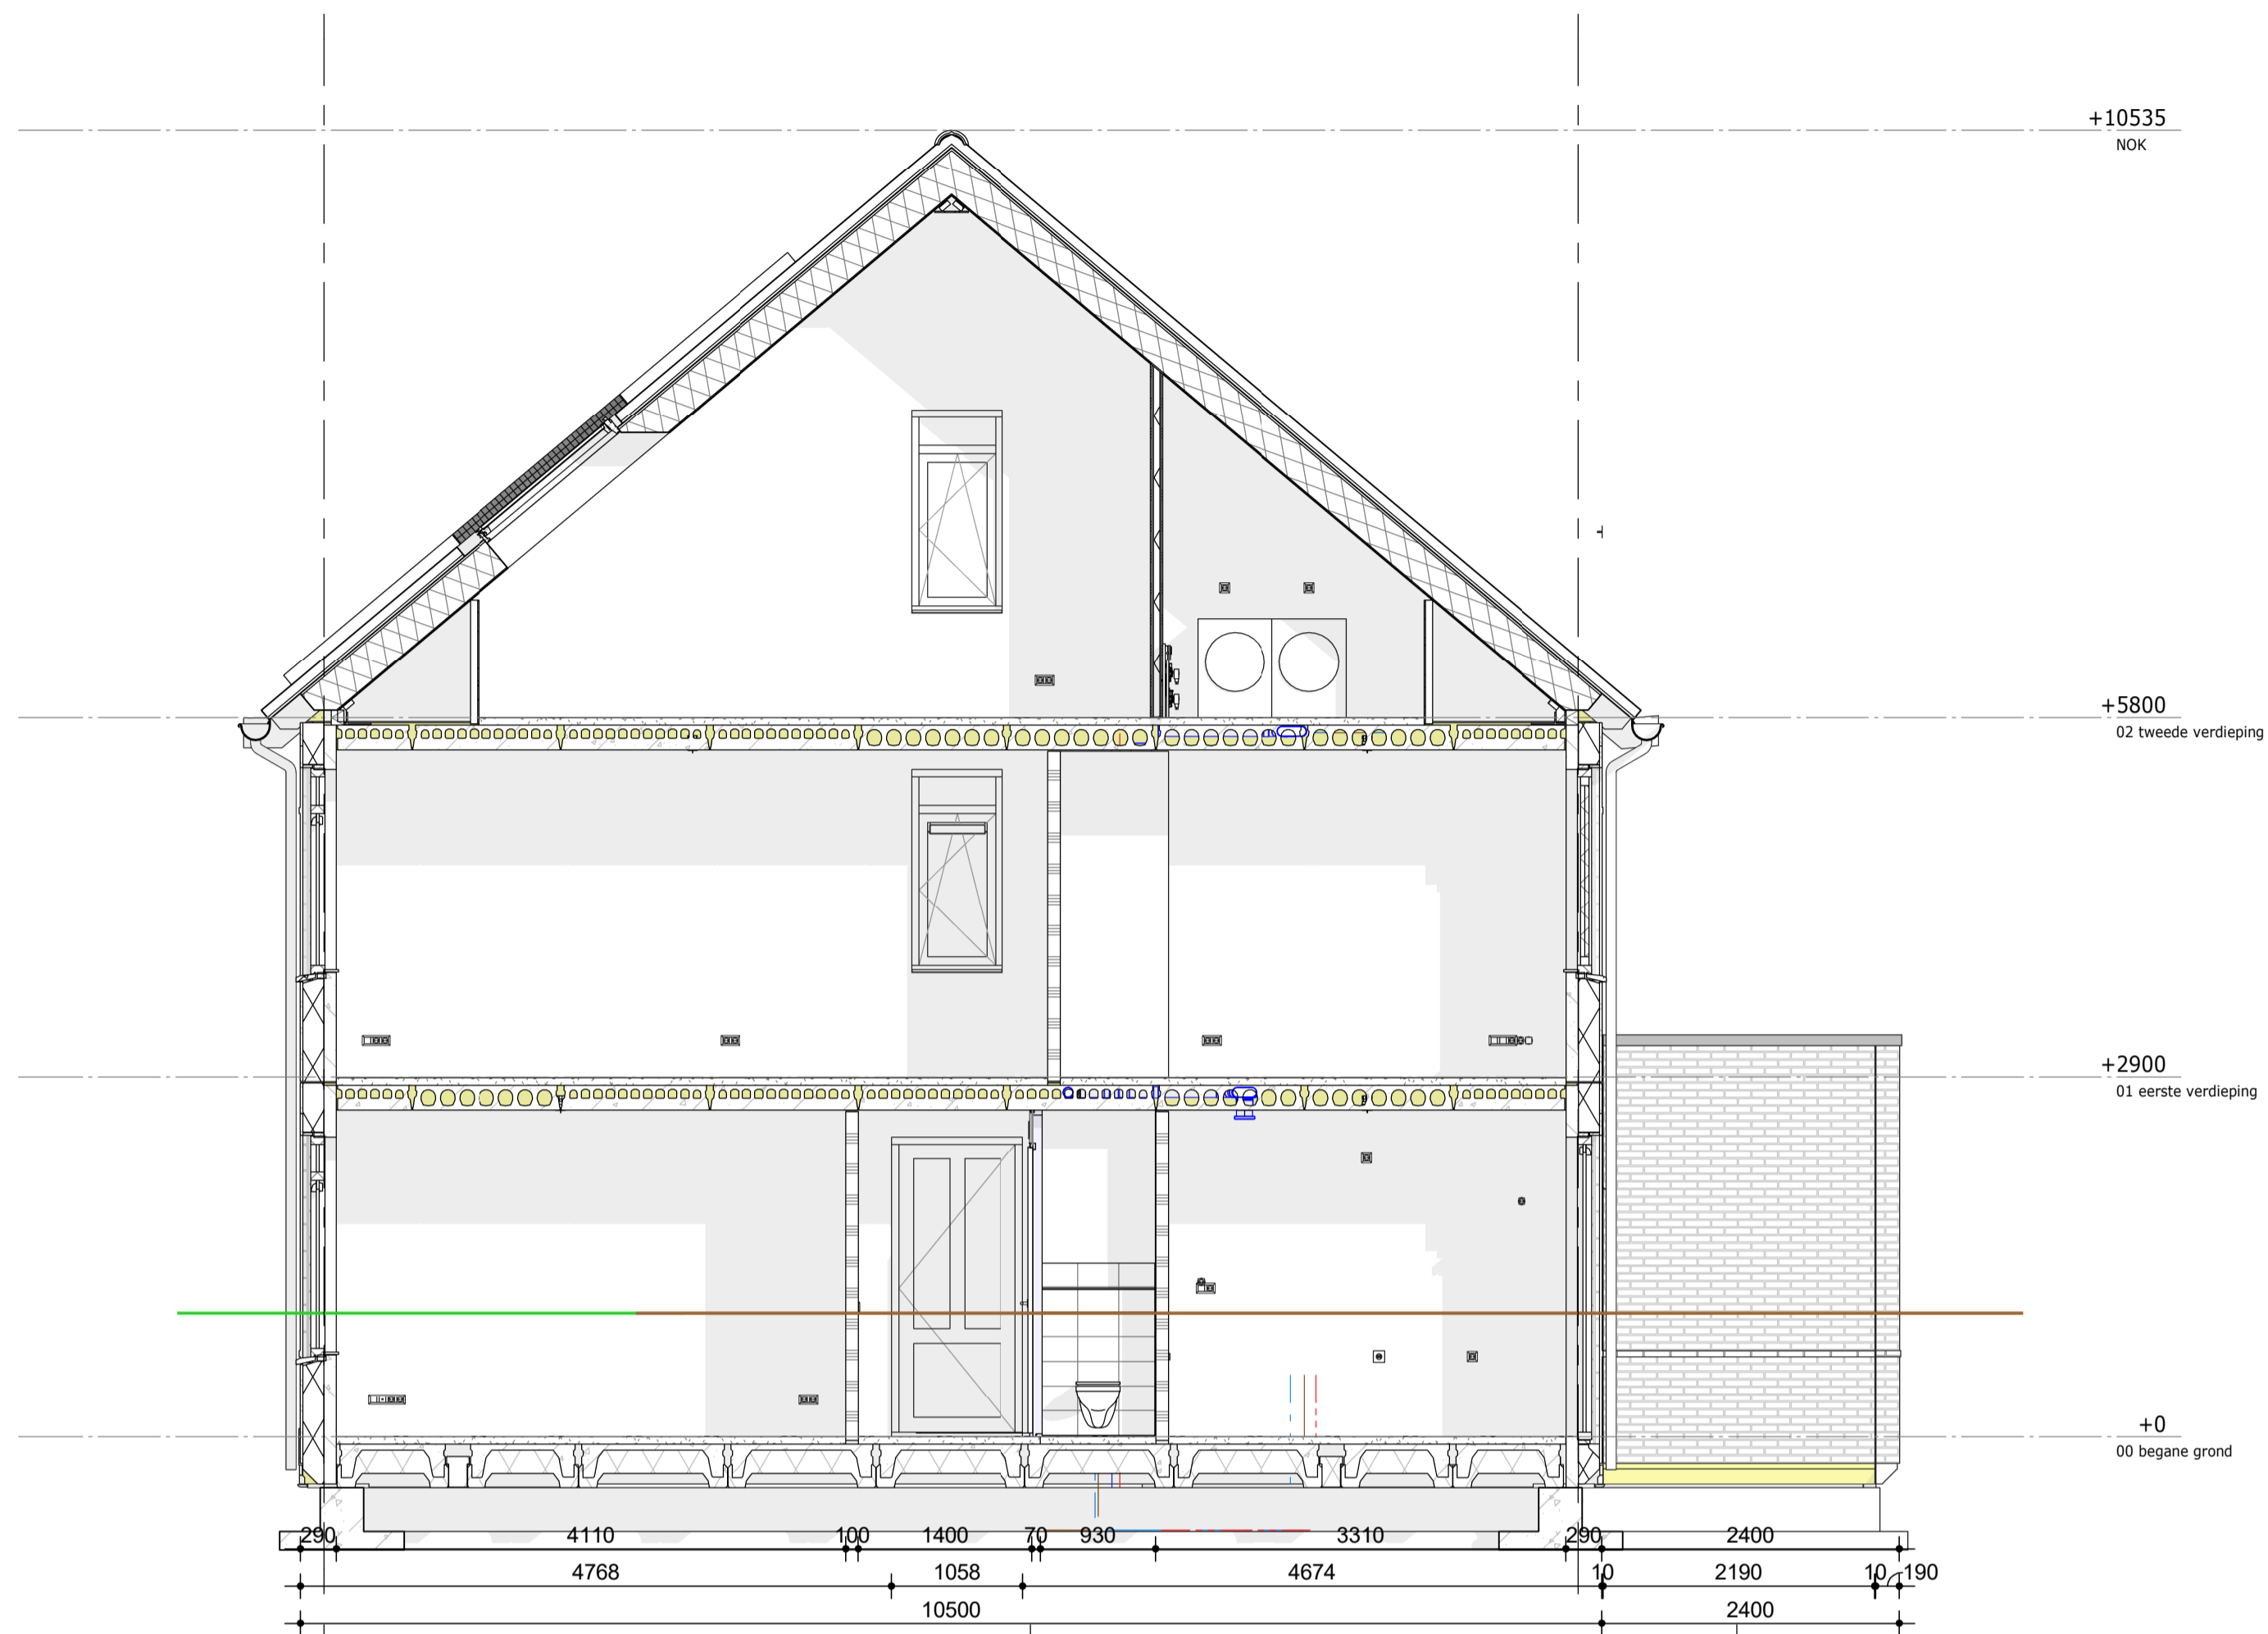 +10535
NOK
+5800
02 tweede verdieping
+2900
01 eerste verdieping
+0
00 begane grond
290 4110 100 1400 70 930 3310 290 2400
4768 1058 4674 10 2190 10 190
10500 2400